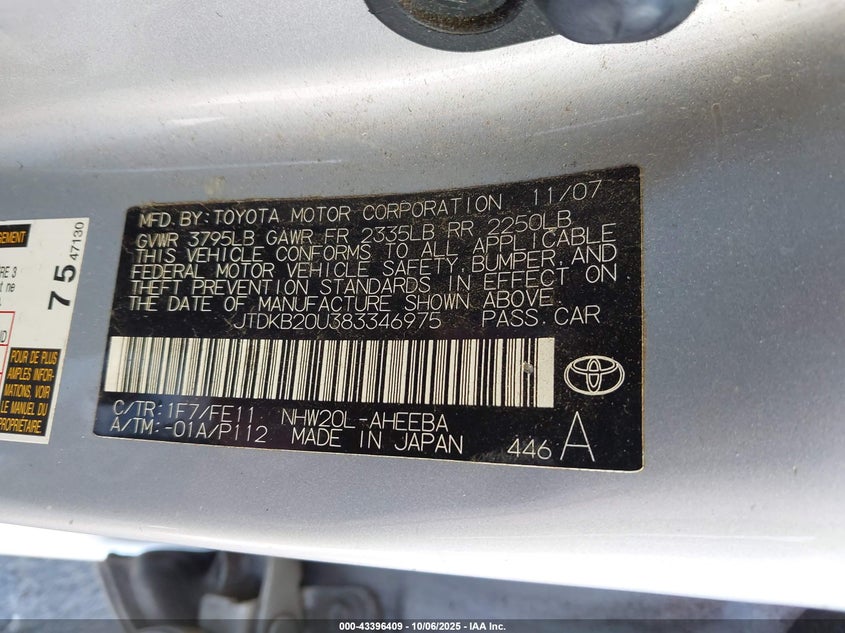 MFD. BY: TOYOTA MOTOR CORPORATION 11/07
GVWR 3795LB GAWR FR 2335LB RR 2250LB
THIS VEHICLE CONFORMS TO ALL APPLICABLE
FEDERAL MOTOR VEHICLE SAFETY, BUMPER, AND
THEFT PREVENTION STANDARDS IN EFFECT ON
THE DATE OF MANUFACTURE SHOWN ABOVE.
JTDKB20U383346975 PASS. CAR
C/TR: 1F7/FE11 NHW20L-AHEEBA
A/TM: -01A/P112 MADE IN JAPAN
446 A
75 47130
POUR DE PLUS
AMPLES INFOR-
MATIONS, VOIR
LE MANUEL DU
PROPRIÉTAIRE
000-43396409 - 10/06/2025 - IAA Inc.